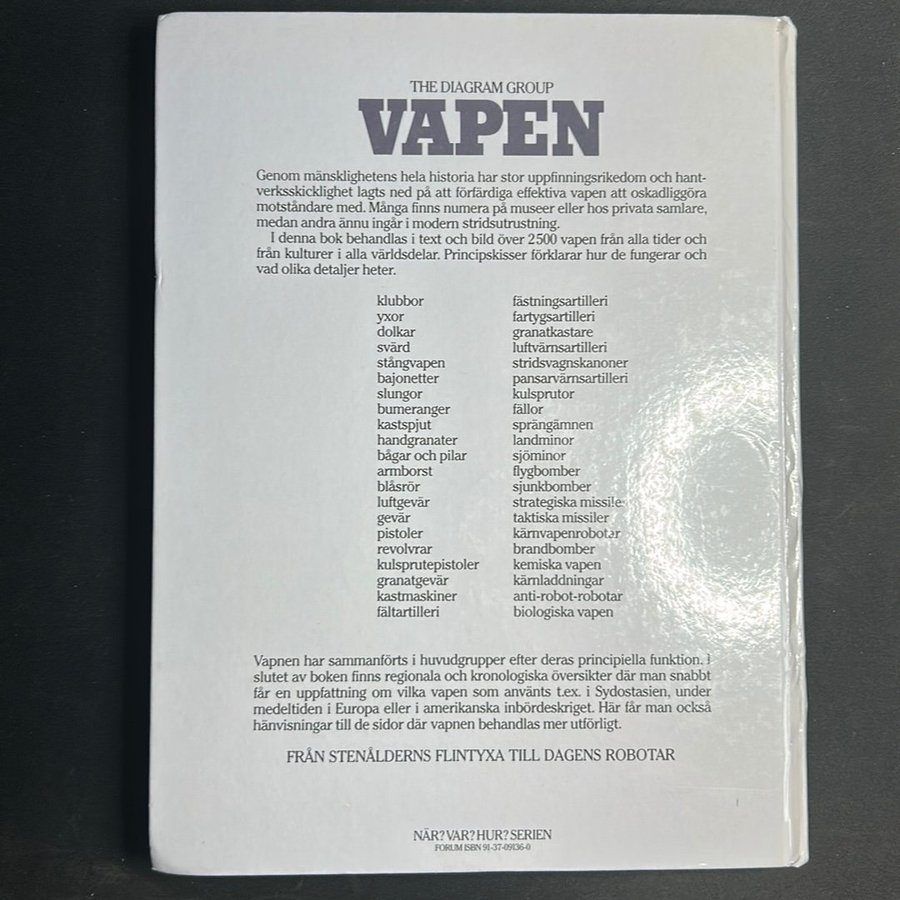 THE DIAGRAM GROUP
VAPEN
Genom mänsklighetens hela historia har stor uppfinningsrikedom och hant-
verksskicklighet lagts ned på att förfärdiga effektiva vapen att oskadliggöra
motståndare med. Många finns numera på museer eller hos privata samlare,
medan andra ännu ingår i modern stridsutrustning.
I denna bok behandlas i text och bild över 2500 vapen från alla tider och
från kulturer i alla världsdelar. Principskisser förklarar hur de fungerar och
vad olika detaljer heter.
klubbor
yxor
dolkar
svärd
stångvapen
bajonetter
slungor
bumeranger
kastspjut
handgranater
bågar och pilar
armborst
blåsrör
luftgevär
gevär
pistoler
revolvrar
kulsprutepistoler
granatgevär
kastmaskiner
fältartilleri
fästningsartilleri
fartygsartilleri
granatkastare
luftvärnsartilleri
stridsvagnskanoner
pansarvärnsartilleri
kulsprutor
fällor
sprängämnen
landminor
sjöminor
flygbomber
sjunkbomber
strategiska missiler
taktiska missiler
kärnvapenrobotar
brandbomber
kemiska vapen
kärnladdningar
anti-robot-robotar
biologiska vapen
Vapnen har sammanförts i huvudgrupper efter deras principiella funktion. I
slutet av boken finns regionala och kronologiska översikter där man snabbt
får en uppfattning om vilka vapen som använts t.ex. i Sydostasien, under
medeltiden i Europa eller i amerikanska inbördeskriget. Här får man också
hänvisningar till de sidor där vapnen behandlas mer utförligt.
FRÅN STENÅLDERNS FLINTYXA TILL DAGENS ROBOTAR
NÄR? VAR? HUR? SERIEN
FORUM ISBN 91-37-09136-0